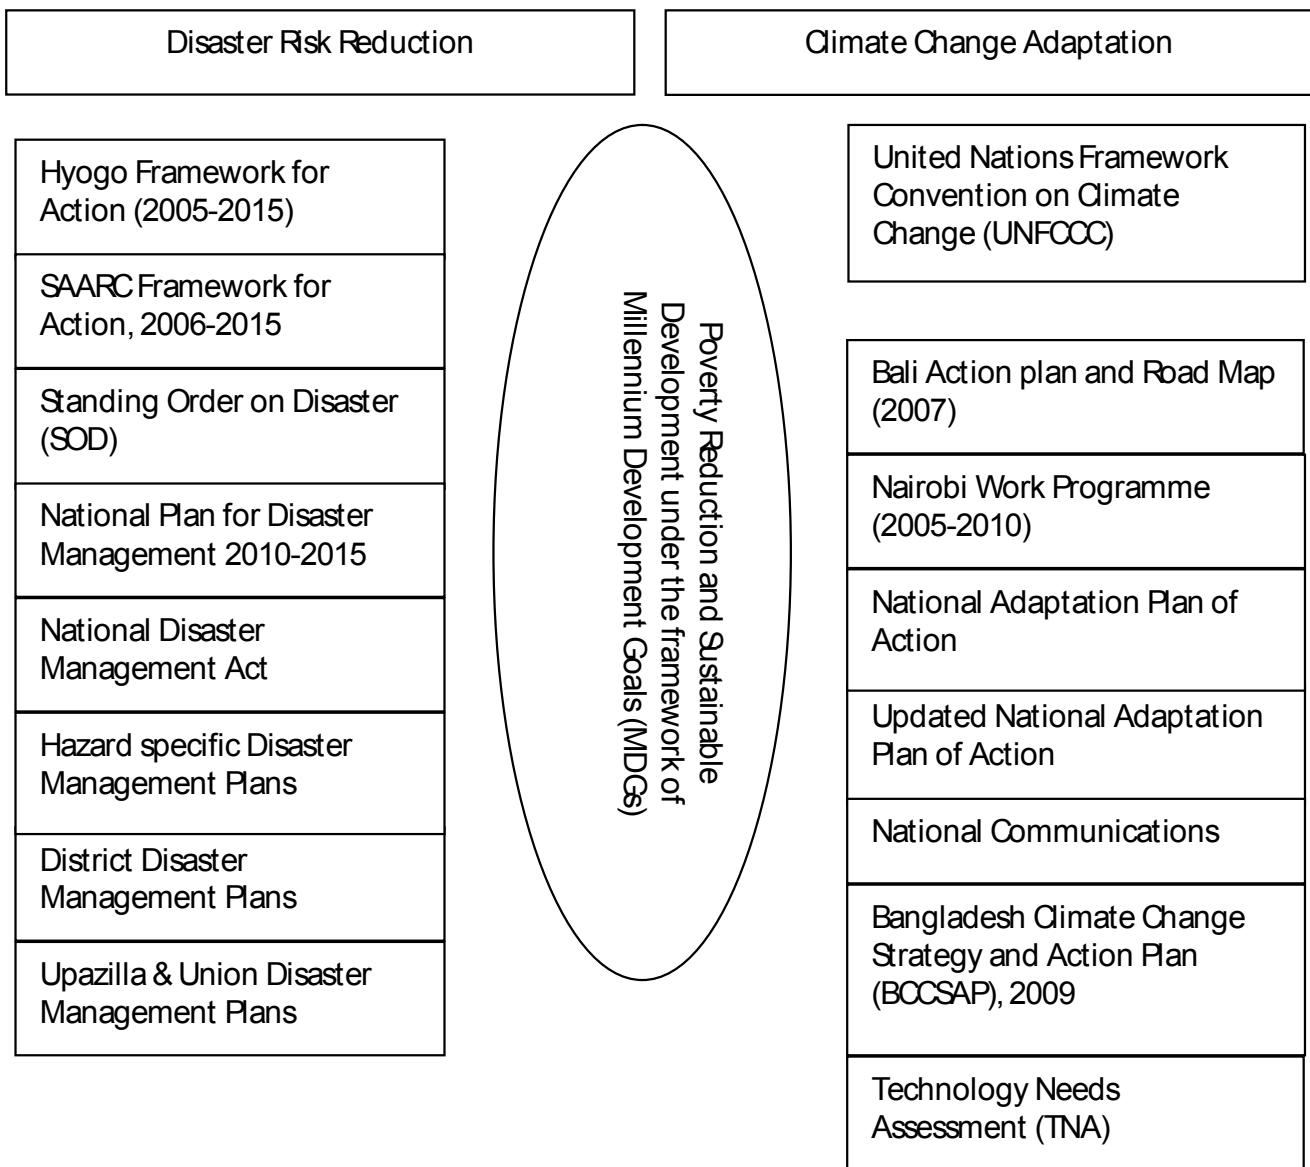 Disaster Risk Reduction
Climate Change Adaptation
Hyogo Framework for
Action (2005-2015)
SAARC Framework for
Action, 2006-2015
Standing Order on Disaster
(SOD)
National Plan for Disaster
Management 2010-2015
National Disaster
Management Act
Hazard specific Disaster
Management Plans
District Disaster
Management Plans
Upazilla & Union Disaster
Management Plans
Poverty Reduction and Sustainable
Development under the framework of
Millennium Development Goals (MDGs)
United Nations Framework
Convention on Climate
Change (UNFCCC)
Bali Action plan and Road Map
(2007)
Nairobi Work Programme
(2005-2010)
National Adaptation Plan of
Action
Updated National Adaptation
Plan of Action
National Communications
Bangladesh Climate Change
Strategy and Action Plan
(BCCSAP), 2009
Technology Needs
Assessment (TNA)